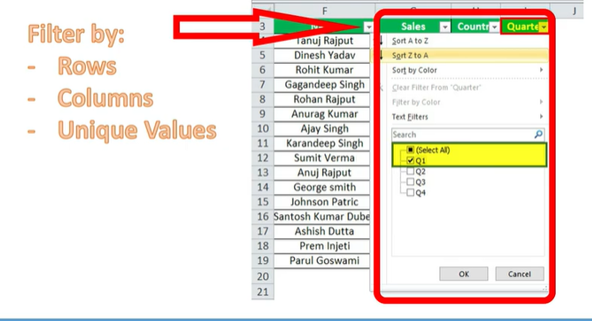 Filter by:
- Rows
- Columns
- Unique Values
F
J
3 Sales Countr Quarte
Tanuj Rajput
5 Dinesh Yadav
6 Rohit Kumar
7 Gagandeep Singh
8 Rohan Rajput
9 Anurag Kumar
10 Ajay Singh
11 Karandeep Singh
12 Sumit Verma
13 Anuj Rajput
14 George smith
15 Johnson Patric
16 Santosh Kumar Dube
17 Ashish Dutta
18 Prem Injeti
19 Parul Goswami
20
21
Sort A to Z
Sort Z to A
Sort by Color
Clear Filter From "Quarter"
Filter by Color
Text Filters
Search
(Select All)
Q1
Q2
Q3
Q4
OK Cancel